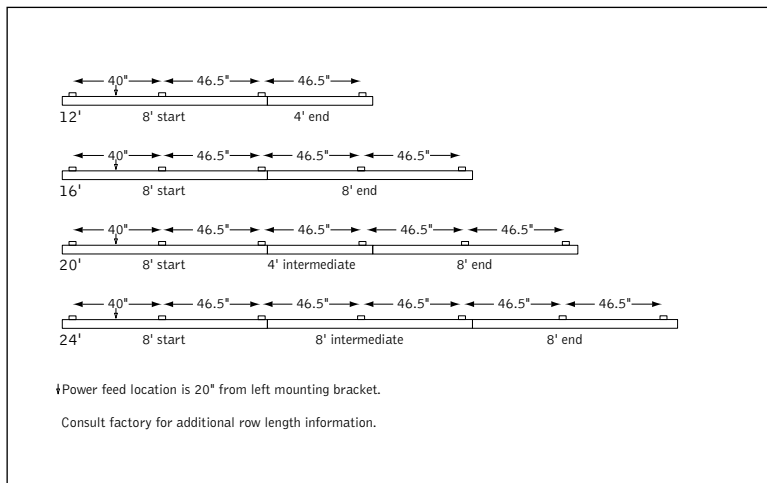 40" 46.5" 46.5"
12' 8' start 4' end
40" 46.5" 46.5" 46.5"
16' 8' start 8' end
40" 46.5" 46.5" 46.5" 46.5"
20' 8' start 4' intermediate 8' end
40" 46.5" 46.5" 46.5" 46.5" 46.5"
24' 8' start 8' intermediate 8' end
Power feed location is 20" from left mounting bracket.
Consult factory for additional row length information.